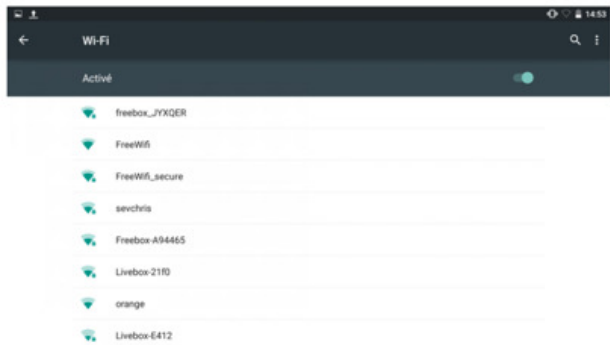 14:53
Wi-Fi
Activé
freebox_JYXQER
FreeWifi
FreeWifi_secure
sevchris
Freebox-A94465
Livebox-21f0
orange
Livebox-E412